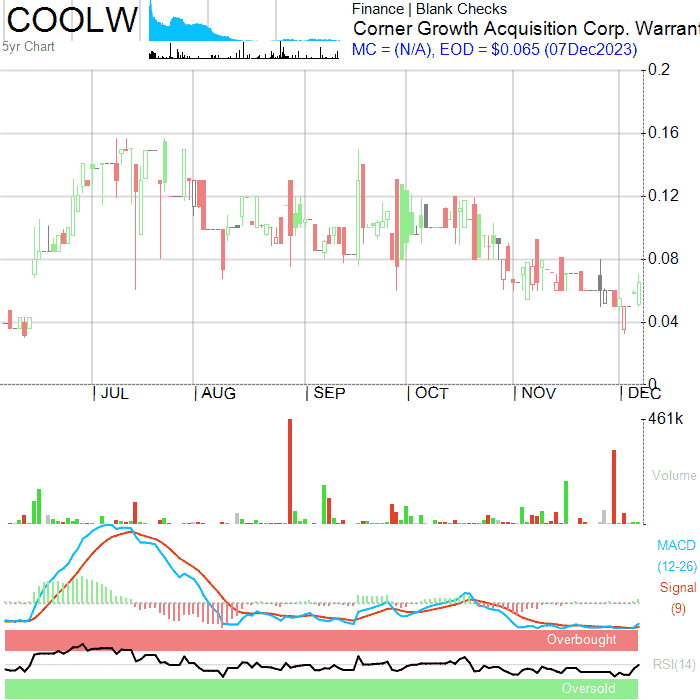 COOLW
5yr Chart
Finance | Blank Checks
Corner Growth Acquisition Corp. Warrant
MC = (N/A), EOD = $0.065 (07Dec2023)
0.2
0.16
0.12
0.08
0.04
0
JUL AUG SEP OCT NOV DEC
461k
Volume
MACD
(12-26)
Signal
(9)
Overbought
RSI(14)
Oversold